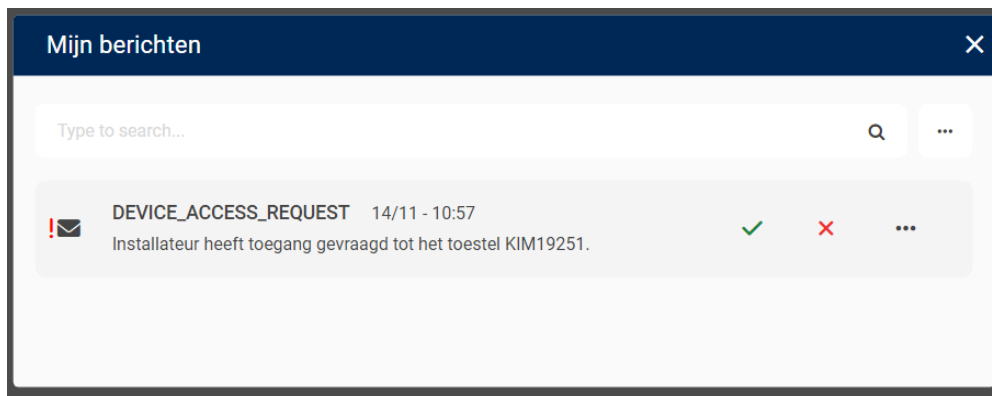 Mijn berichten
Type to search...
DEVICE_ACCESS_REQUEST 14/11 - 10:57
Installateur heeft toegang gevraagd tot het toestel KIM19251.